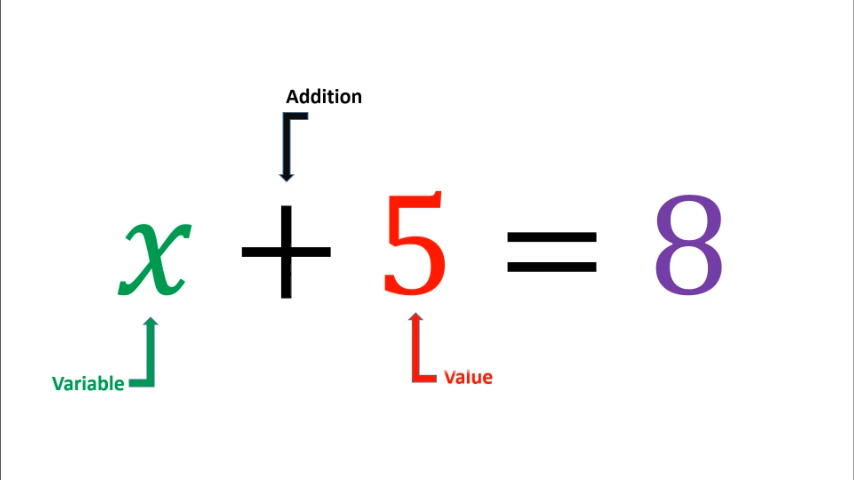 Addition
x + 5 = 8
Variable
Value